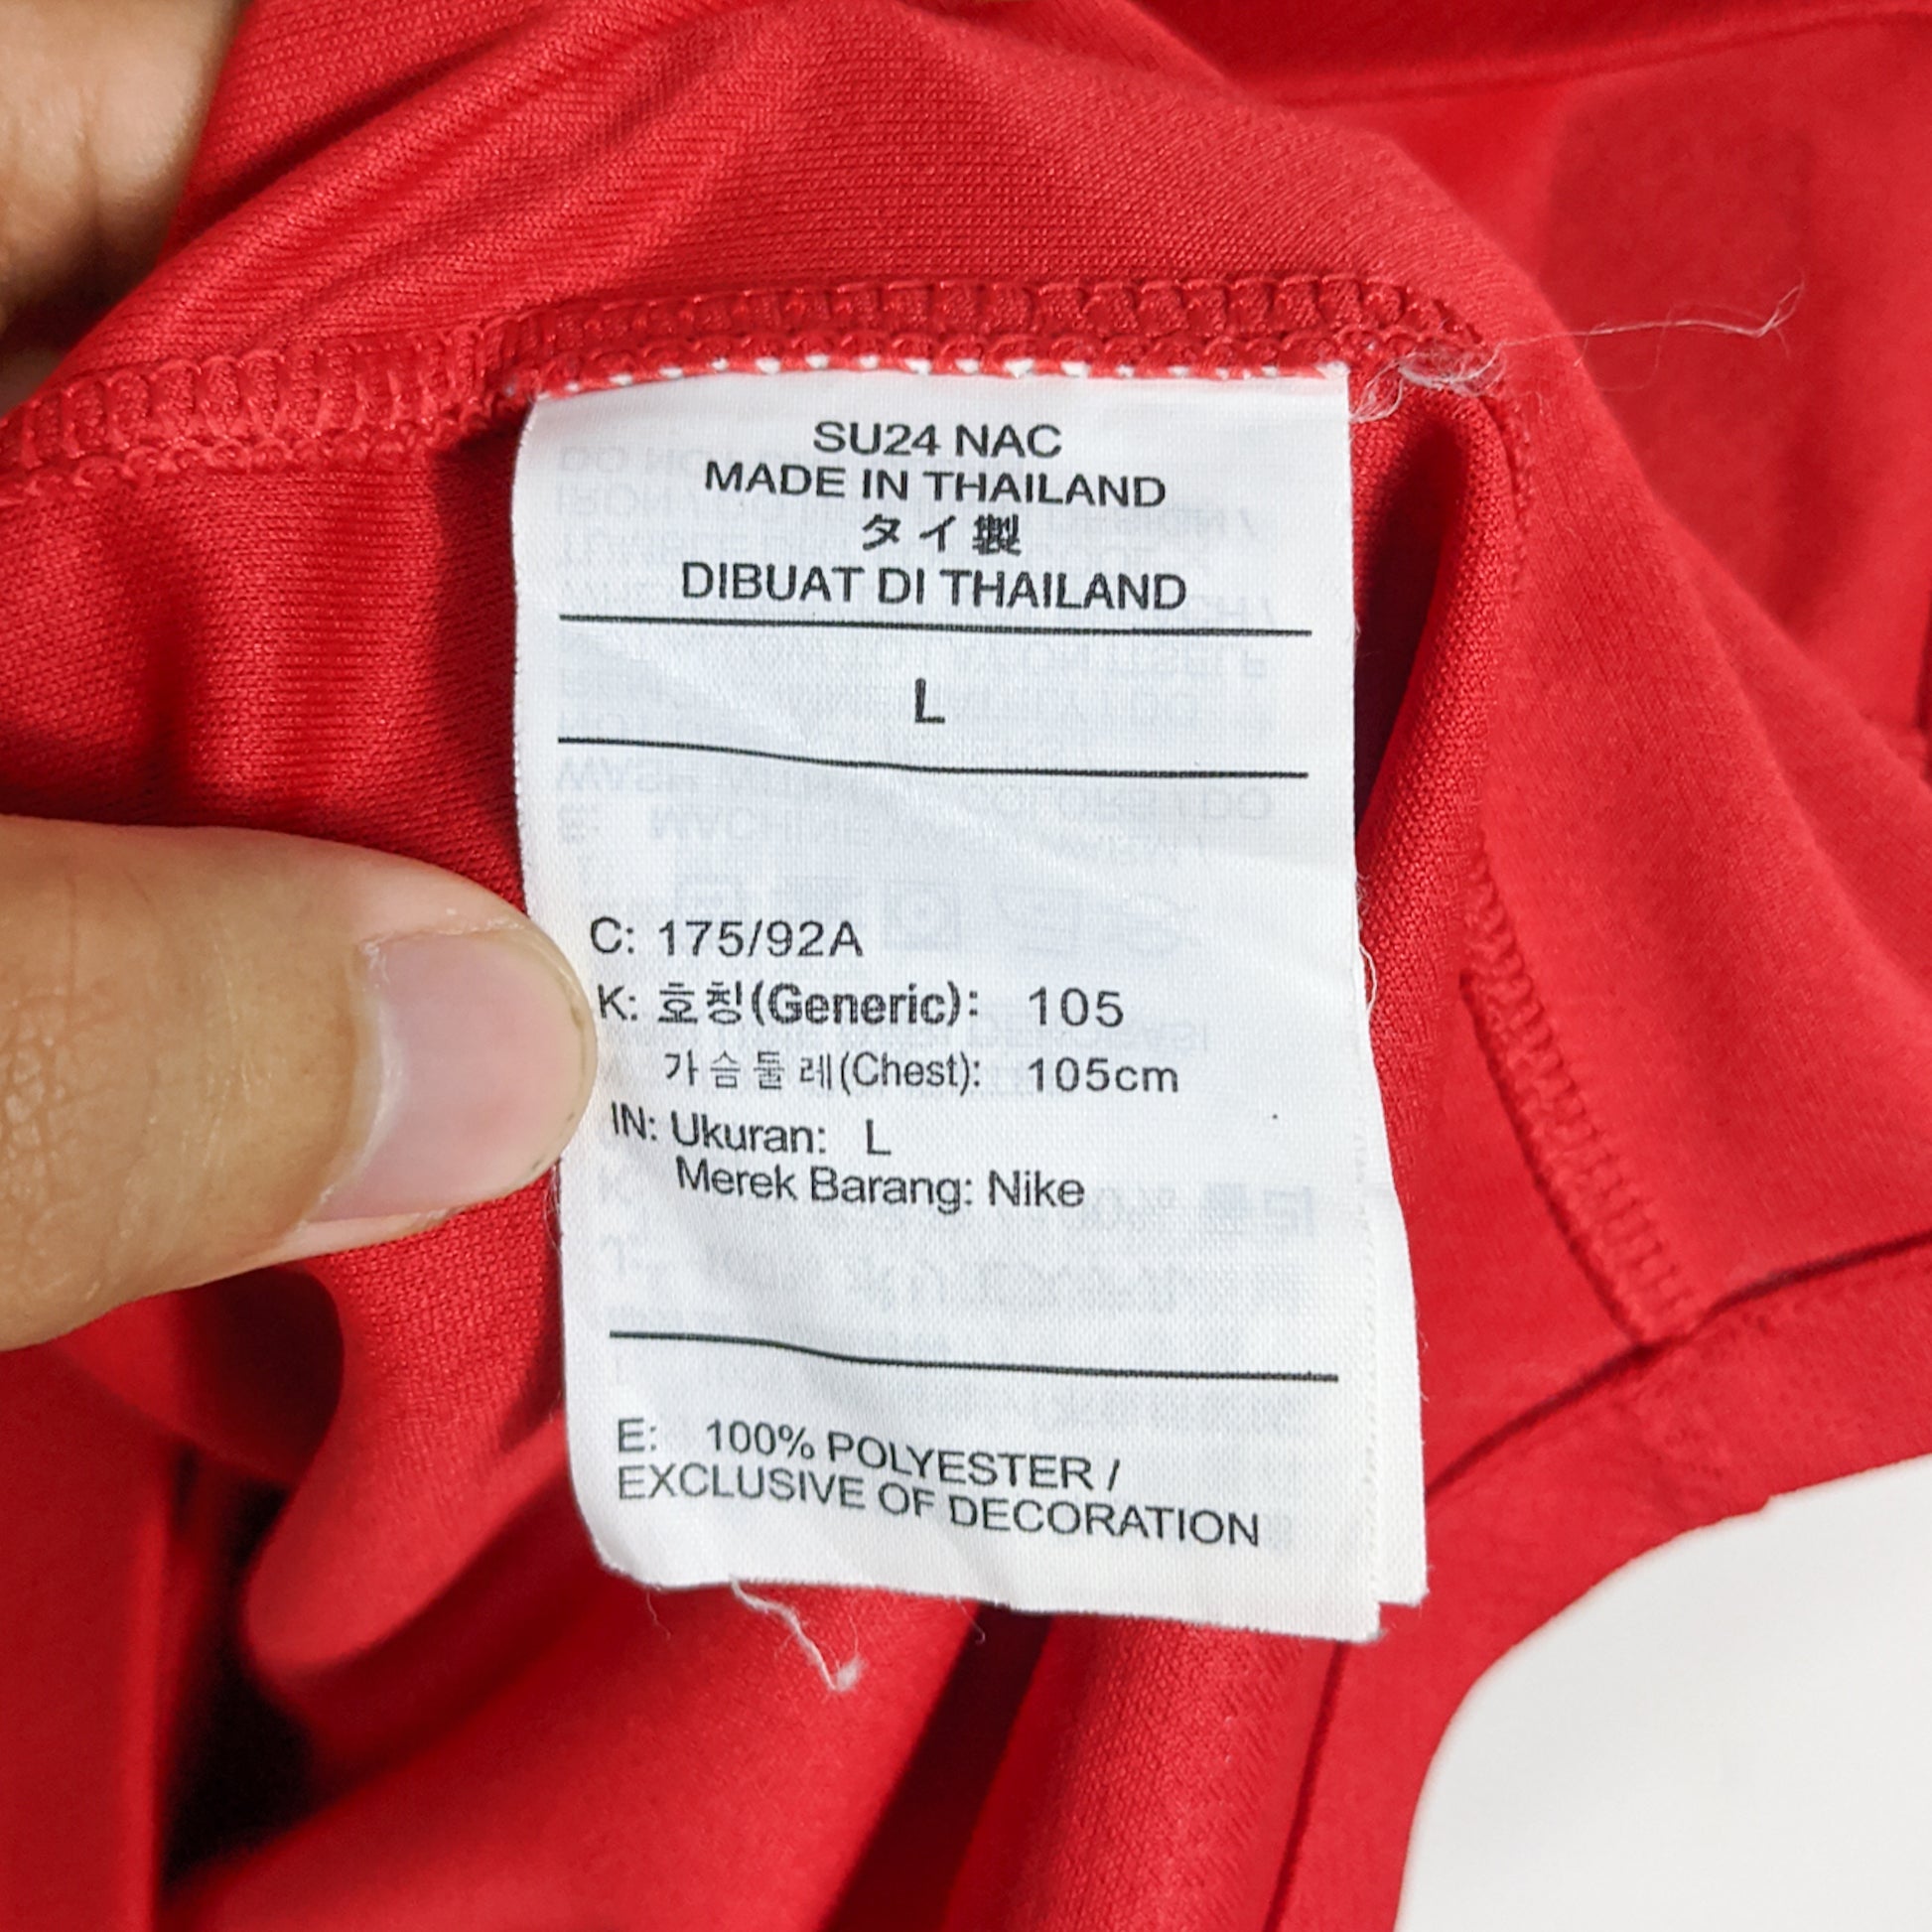 SU24 NAC
MADE IN THAILAND
タイ製
DIBUAT DI THAILAND
L
C: 175/92A
K: 호칭(Generic): 105
가슴둘레(Chest): 105cm
IN: Ukuran: L
Merek Barang: Nike
E: 100% POLYESTER /
EXCLUSIVE OF DECORATION